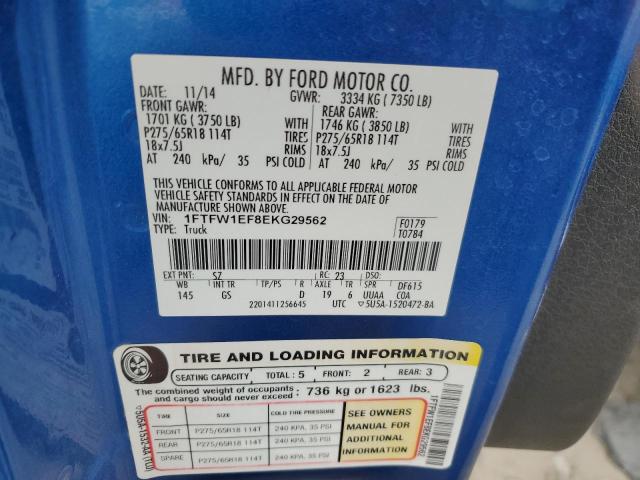 MFD. BY FORD MOTOR CO.
DATE: 11/14 GVWR: 3334 KG ( 7350 LB)
FRONT GAWR: REAR GAWR:
1701 KG ( 3750 LB) WITH 1746 KG ( 3850 LB) WITH
P275/65R18 114T TIRES P275/65R18 114T TIRES
18x7.5J RIMS 18x7.5J RIMS
AT 240 kPa/ 35 PSI COLD AT 240 kPa/ 35 PSI COLD
THIS VEHICLE CONFORMS TO ALL APPLICABLE FEDERAL MOTOR
VEHICLE SAFETY STANDARDS IN EFFECT ON THE DATE OF
MANUFACTURE SHOWN ABOVE.
VIN: 1FTFW1EF8EKG29562 F0179
TYPE: Truck T0784
EXT PNT: SZ RC: 23 DSO:
WB INT TR TP/PS R AXLE TR SPR DF615
145 GS D 19 6 UUAA COA
2201411256645 UTC ▽5U5A-1520472-BA
TIRE AND LOADING INFORMATION
SEATING CAPACITY TOTAL : 5 FRONT: 2 REAR: 3
The combined weight of occupants
and cargo should never exceed : 736 kg or 1623 lbs.
TIRE SIZE COLD TIRE PRESSURE
FRONT P275/65R18 114T 240 KPA, 35 PSI
REAR P275/65R18 114T 240 KPA, 35 PSI
SPARE P275/65R18 114T 240 KPA, 35 PSI
SEE OWNERS
MANUAL FOR
ADDITIONAL
INFORMATION
1FTFW1EF8EKG29562